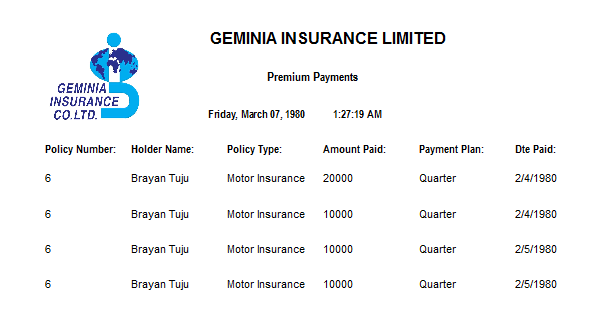 GEMINIA INSURANCE LIMITED
GEMINIA
INSURANCE
CO.LTD.
Premium Payments
Friday, March 07, 1980 1:27:19 AM
Policy Number: Holder Name: Policy Type: Amount Paid: Payment Plan: Dte Paid:
6 Brayan Tuju Motor Insurance 20000 Quarter 2/4/1980
6 Brayan Tuju Motor Insurance 10000 Quarter 2/4/1980
6 Brayan Tuju Motor Insurance 10000 Quarter 2/5/1980
6 Brayan Tuju Motor Insurance 10000 Quarter 2/5/1980